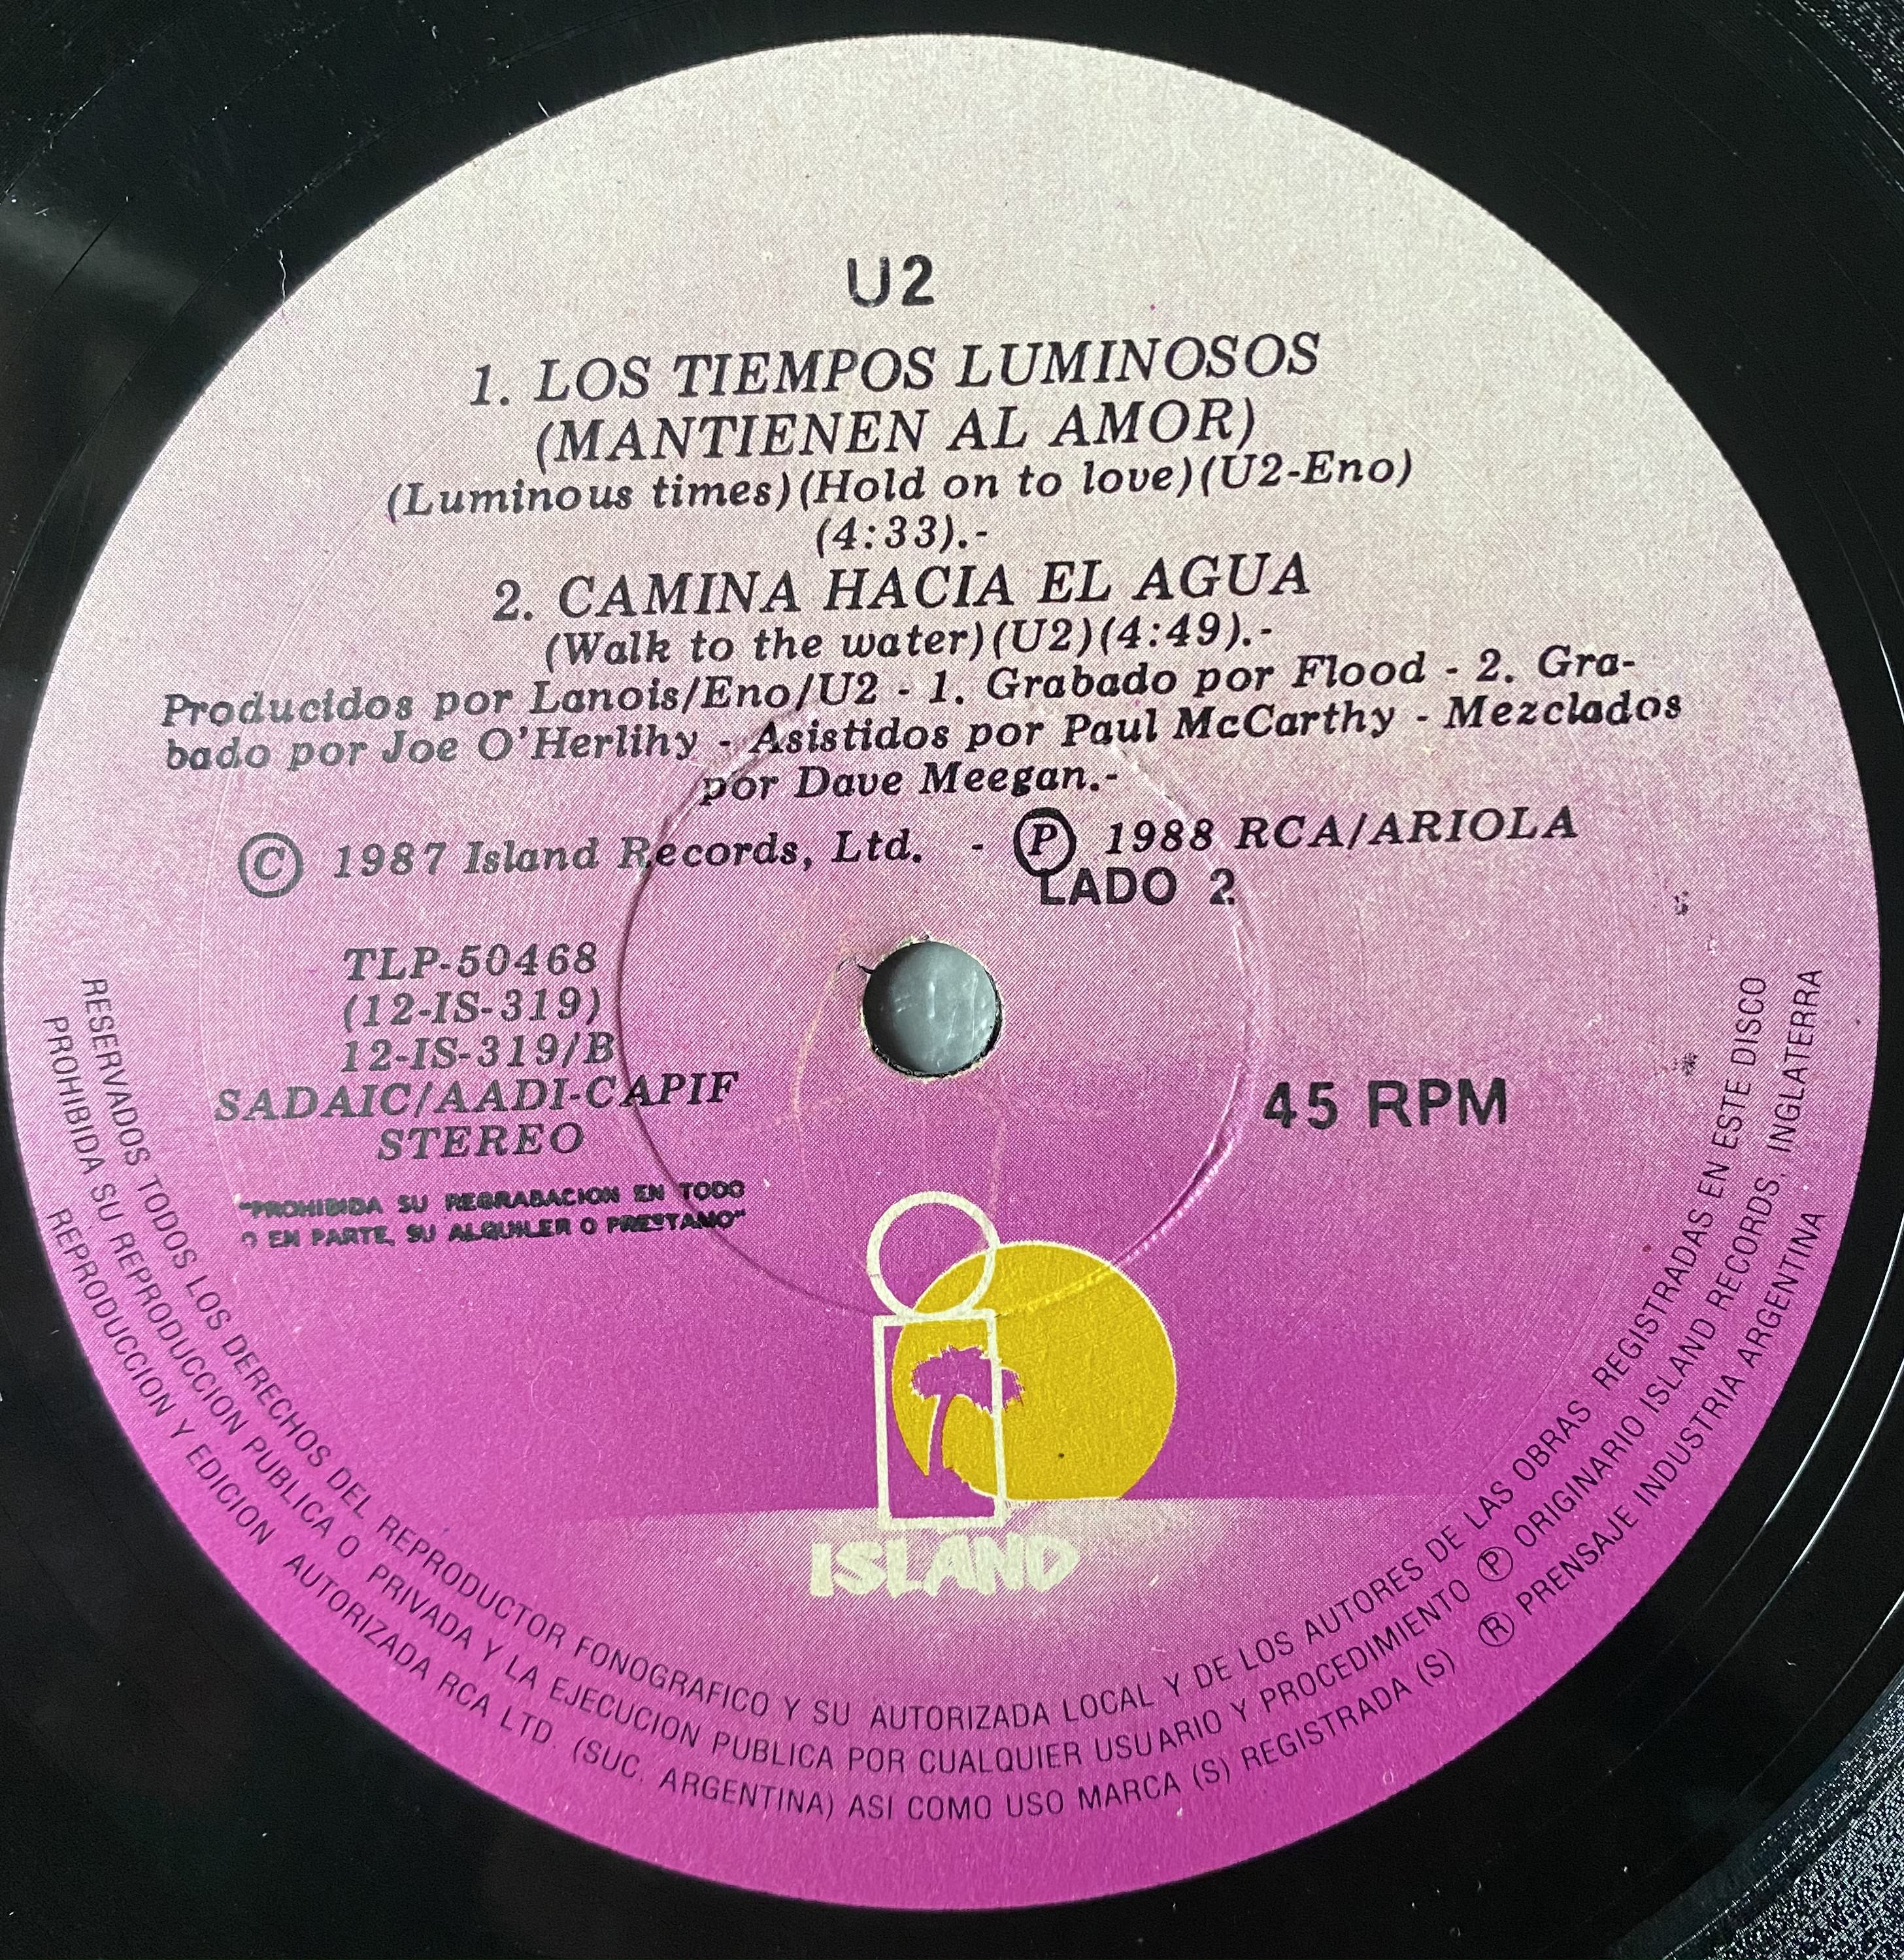 U2
1. LOS TIEMPOS LUMINOSOS
(MANTIENEN AL AMOR)
(Luminous times)(Hold on to love)(U2-Eno)
(4:33).-
2. CAMINA HACIA EL AGUA
(Walk to the water)(U2)(4:49).-
Producidos por Lanois/Eno/U2 - 1. Grabado por Flood - 2. Gra-
bado por Joe O'Herlihy - Asistidos por Paul McCarthy - Mezclados
por Dave Meegan.-
Ⓒ 1987 Island Records, Ltd. - Ⓟ 1988 RCA/ARIOLA
LADO 2
TLP-50468
(12-IS-319)
12-IS-319/B
SADAIC/AADI-CAPIF
STEREO
45 RPM
"PROHIBIDA SU REGRABACION EN TODO
O EN PARTE, SU ALQUILER O PRESTAMO"
ISLAND
RESERVADOS TODOS LOS DERECHOS DEL REPRODUCTOR FONOGRAFICO Y SU AUTORIZADA LOCAL Y DE LOS AUTORES DE LAS OBRAS REGISTRADAS EN ESTE DISCO
PROHIBIDA SU REPRODUCCION PUBLICA O PRIVADA Y LA EJECUCION PUBLICA POR CUALQUIER USUARIO Y PROCEDIMIENTO Ⓟ ORIGINARIO ISLAND RECORDS, INGLATERRA
REPRODUCCION Y EDICION AUTORIZADA RCA LTD. (SUC. ARGENTINA) ASI COMO USO MARCA (S) REGISTRADA (S) Ⓡ PRENSAJE INDUSTRIA ARGENTINA